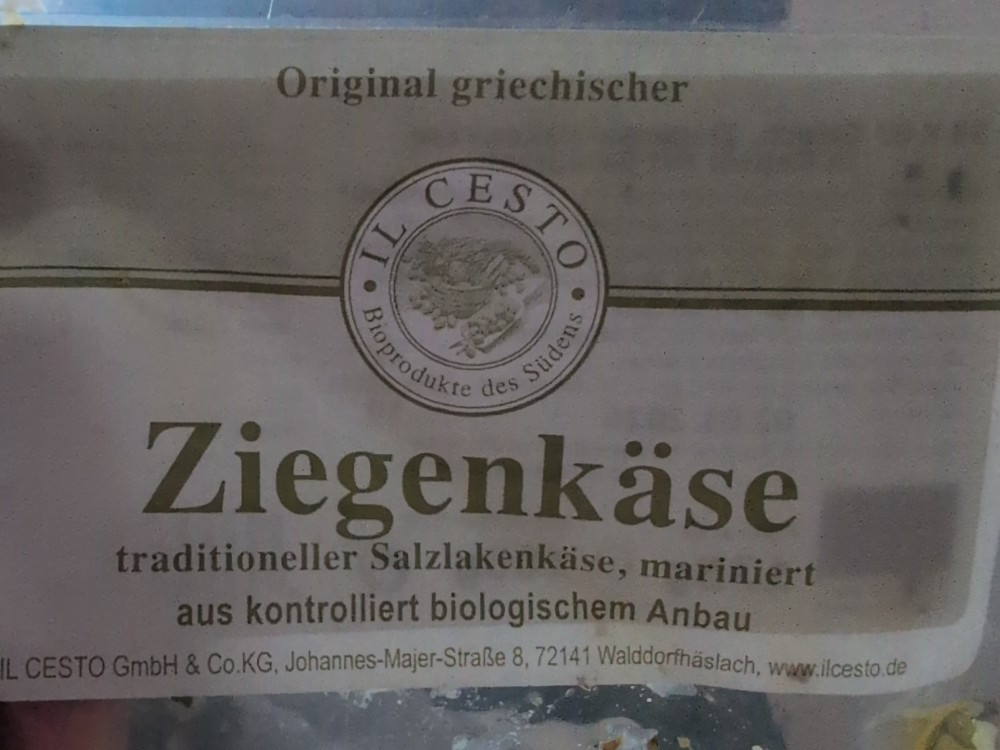 Original griechischer
IL CESTO
Bioprodukte des Südens
Ziegenkäse
traditioneller Salzlakenkäse, mariniert
aus kontrolliert biologischem Anbau
IL CESTO GmbH & Co.KG, Johannes-Majer-Straße 8, 72141 Walddorfhäslach, www.ilcesto.de